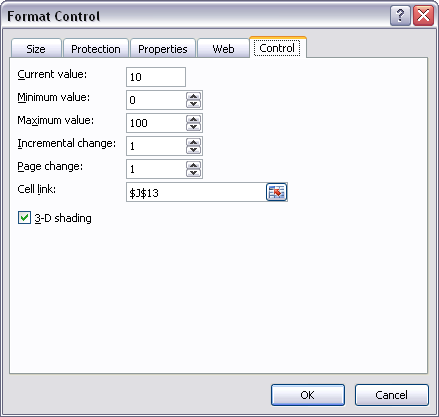 Format Control
Size Protection Properties Web Control
Current value: 10
Minimum value: 0
Maximum value: 100
Incremental change: 1
Page change: 1
Cell link: $J$13
3-D shading
OK Cancel